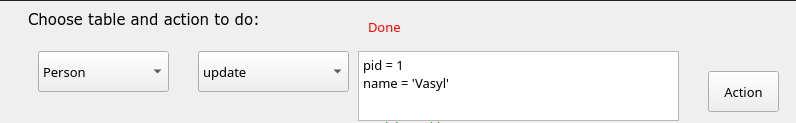 Choose table and action to do:
Done
Person
update
pid = 1
name = 'Vasyl'
Action